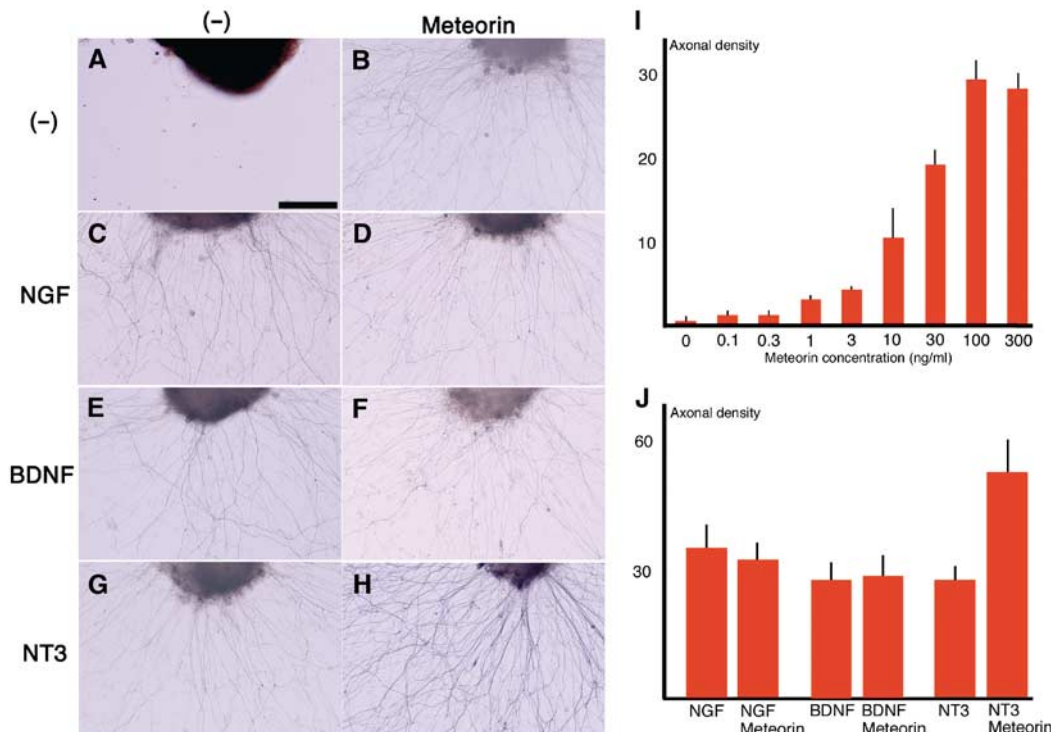 (–)
Meteorin
(–)
A
B
NGF
C
D
BDNF
E
F
NT3
G
H
I
Axonal density
30
20
10
0 0.1 0.3 1 3 10 30 100 300
Meteorin concentration (ng/ml)
J
Axonal density
60
30
NGF NGF BDNF BDNF NT3 NT3
Meteorin Meteorin Meteorin